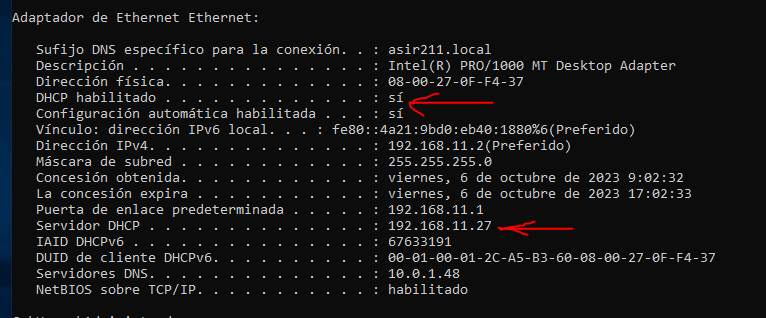 Adaptador de Ethernet Ethernet:
Sufijo DNS específico para la conexión. . : asir211.local
Descripción . . . . . . . . . . . . . . . : Intel(R) PRO/1000 MT Desktop Adapter
Dirección física. . . . . . . . . . . . . : 08-00-27-0F-F4-37
DHCP habilitado . . . . . . . . . . . . . : sí
Configuración automática habilitada . . . : sí
Vínculo: dirección IPv6 local. . . : fe80::4a21:9bd0:eb40:1880%6(Preferido)
Dirección IPv4. . . . . . . . . . . . . . : 192.168.11.2(Preferido)
Máscara de subred . . . . . . . . . . . . : 255.255.255.0
Concesión obtenida. . . . . . . . . . . . : viernes, 6 de octubre de 2023 9:02:32
La concesión expira . . . . . . . . . . . : viernes, 6 de octubre de 2023 17:02:33
Puerta de enlace predeterminada . . . . . : 192.168.11.1
Servidor DHCP . . . . . . . . . . . . . . : 192.168.11.27
IAID DHCPv6 . . . . . . . . . . . . . . . : 67633191
DUID de cliente DHCPv6. . . . . . . . . . : 00-01-00-01-2C-A5-B3-60-08-00-27-0F-F4-37
Servidores DNS. . . . . . . . . . . . . . : 10.0.1.48
NetBIOS sobre TCP/IP. . . . . . . . . . . : habilitado